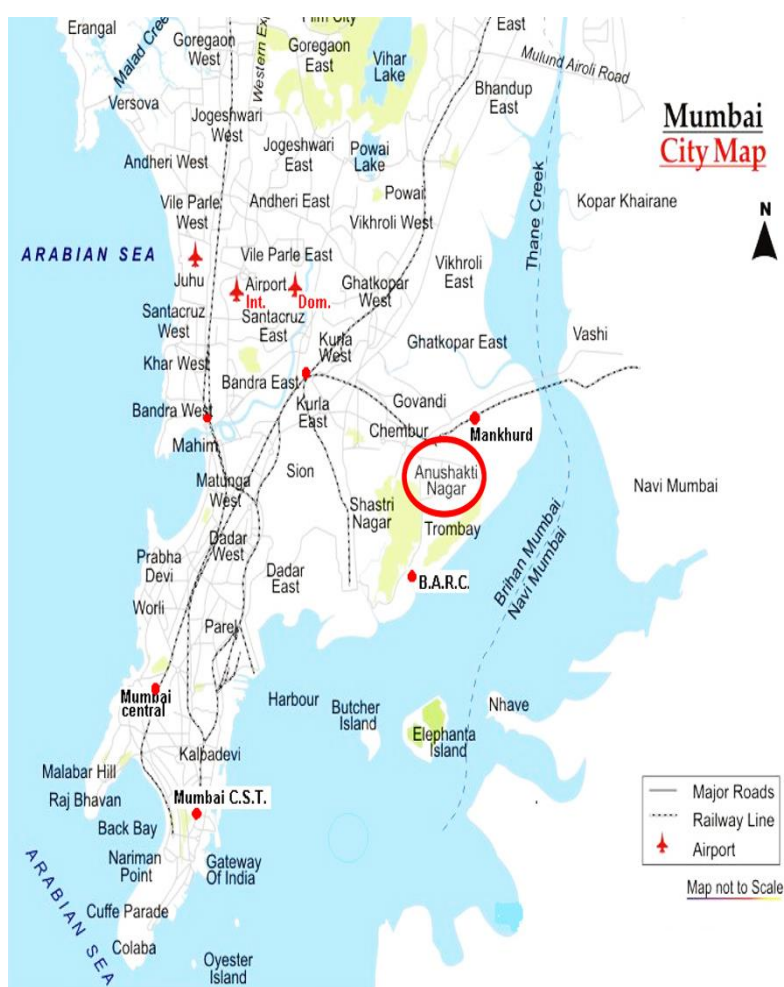 Erangal
Malad Creek
Goregaon
West
Western Exp
Film City
Goregaon
East
Vihar
Lake
East
Mulund Airoli Road
Bhandup
East
Versova
Jogeshwari
West
Jogeshwari
East
Powai
Lake
Mumbai
City Map
Andheri West
Andheri East
Powai
Vile Parle
West
Vikhroli West
Kopar Khairane
Thane Creek
N
ARABIAN SEA
Juhu
Vile Parle East
Airport
Int.
Dom.
Ghatkopar
West
Vikhroli
East
Santacruz
West
Santacruz
East
Kurla
West
Ghatkopar East
Vashi
Khar West
Bandra East
Kurla
East
Govandi
Bandra West
Chembur
Mankhurd
Mahim
Sion
Anushakti
Nagar
Matunga
West
Shastri
Nagar
Navi Mumbai
Trombay
Dadar
West
Prabha
Devi
Dadar
East
B.A.R.C.
Brihan Mumbai
Navi Mumbai
Worli
Parel
Mumbai
central
Harbour
Butcher
Island
Elephanta
Island
Nhave
Kalpadevi
Malabar Hill
Raj Bhavan
Mumbai C.S.T.
Back Bay
Nariman
Point
Gateway
Of India
Major Roads
Railway Line
Airport
Map not to Scale
ARABIAN SEA
Cuffe Parade
Colaba
Oyester
Island